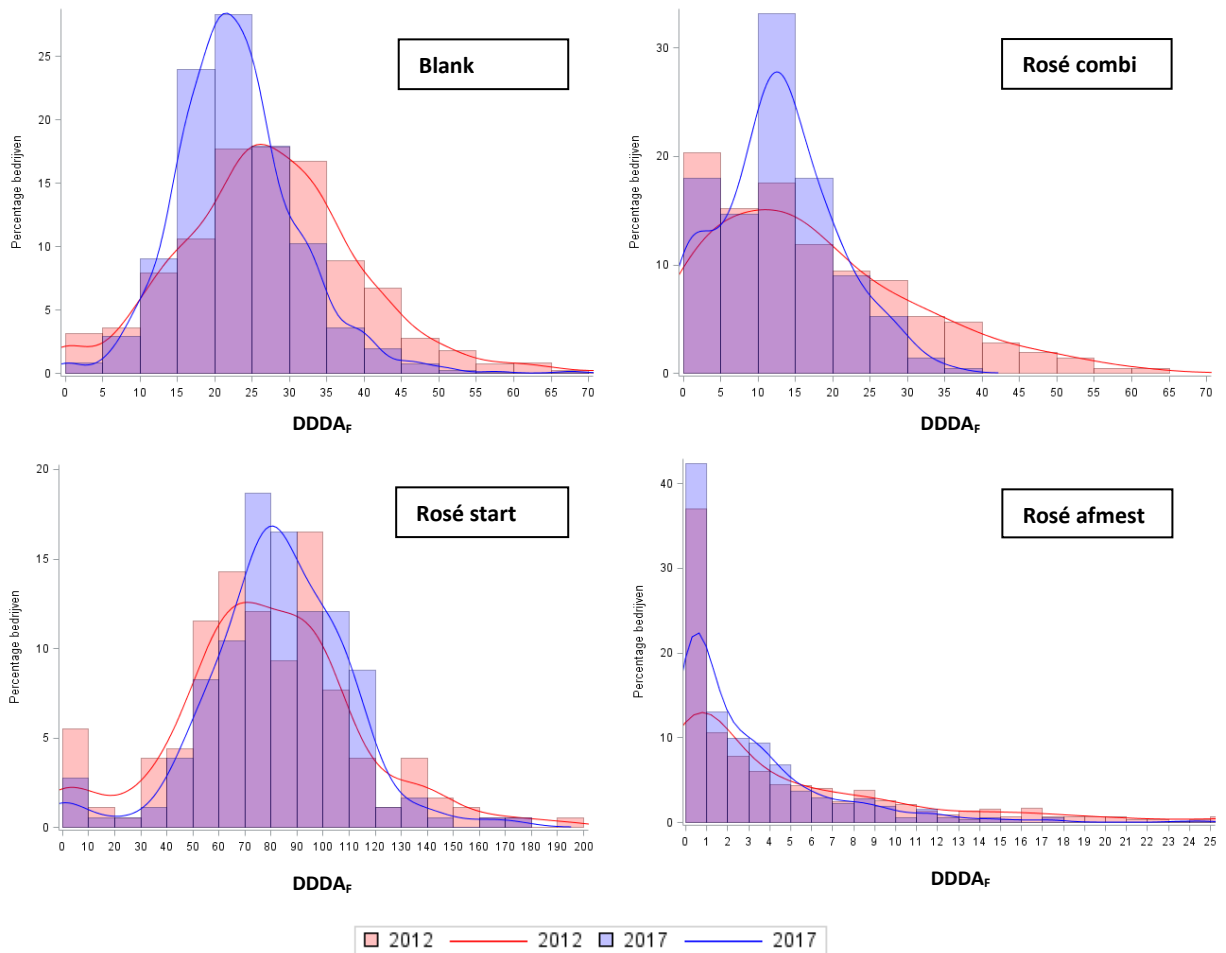 Blank
25
20
15
10
5
0
Percentage bedrijven
0 5 10 15 20 25 30 35 40 45 50 55 60 65 70
DDDA_F
Rosé combi
30
20
10
0
Percentage bedrijven
0 5 10 15 20 25 30 35 40 45 50 55 60 65 70
DDDA_F
Rosé start
20
15
10
5
0
Percentage bedrijven
0 10 20 30 40 50 60 70 80 90 100 110 120 130 140 150 160 170 180 190 200
DDDA_F
Rosé afmest
40
30
20
10
0
Percentage bedrijven
0 1 2 3 4 5 6 7 8 9 10 11 12 13 14 15 16 17 18 19 20 21 22 23 24 25
DDDA_F
2012 2012 2017 2017